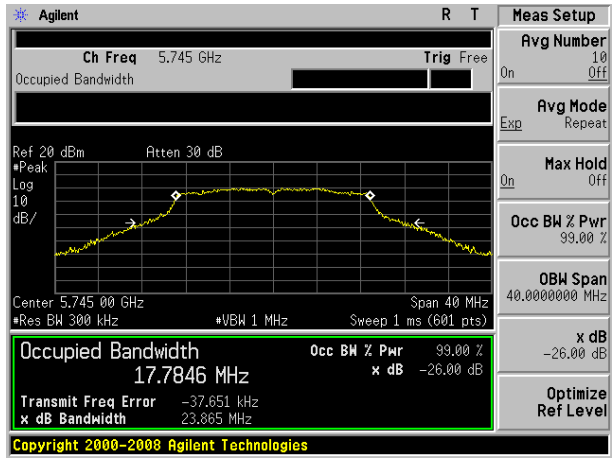 Agilent R T Meas Setup
Avg Number
10
On Off
Ch Freq 5.745 GHz Trig Free
Occupied Bandwidth
Avg Mode
Exp Repeat
Ref 20 dBm Atten 30 dB
#Peak
Log
10
dB/
Max Hold
On Off
Occ BW % Pwr
99.00 %
OBW Span
40.0000000 MHz
Center 5.745 00 GHz Span 40 MHz
#Res BW 300 kHz #VBW 1 MHz Sweep 1 ms (601 pts)
x dB
-26.00 dB
Occupied Bandwidth Occ BW % Pwr 99.00 %
17.7846 MHz x dB -26.00 dB
Transmit Freq Error -37.651 kHz
x dB Bandwidth 23.865 MHz
Optimize
Ref Level
Copyright 2000-2008 Agilent Technologies